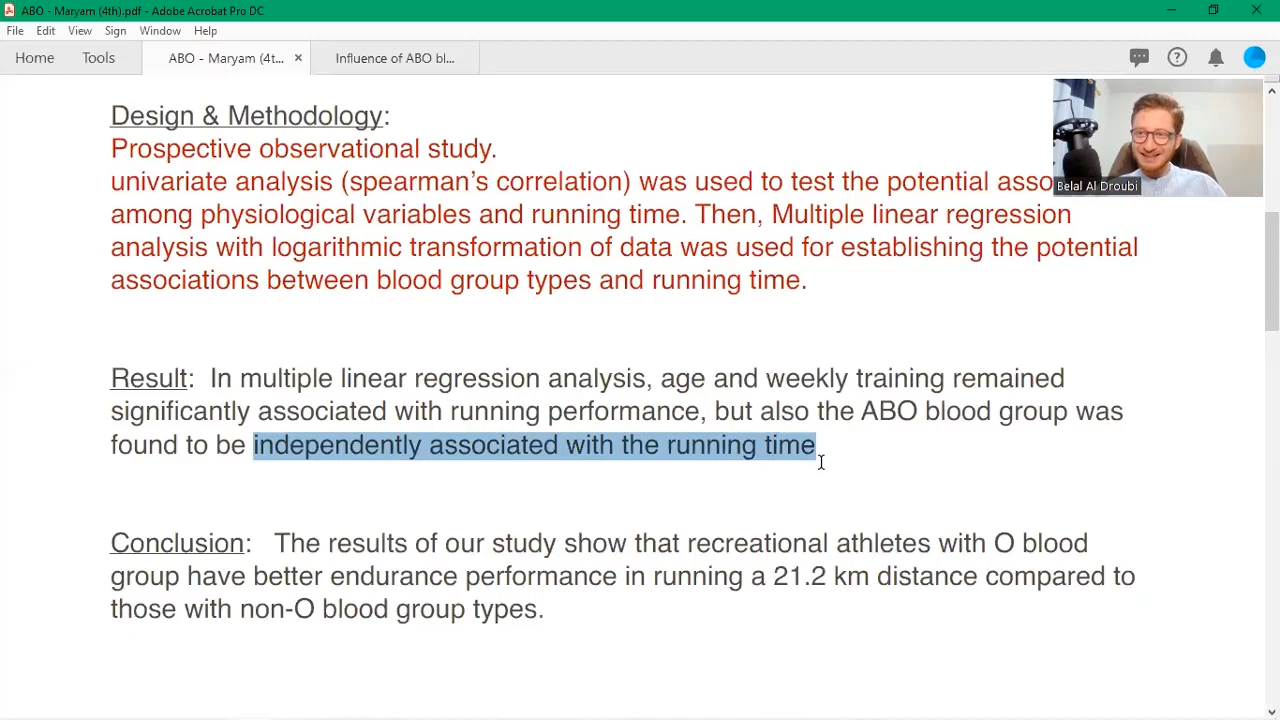 ABO - Maryam (4th).pdf - Adobe Acrobat Pro DC
File Edit View Sign Window Help
Home Tools ABO - Maryam (4t... × Influence of ABO bl...
Design & Methodology:
Prospective observational study.
univariate analysis (spearman's correlation) was used to test the potential asso
among physiological variables and running time. Then, Multiple linear regression
analysis with logarithmic transformation of data was used for establishing the potential
associations between blood group types and running time.
Belal Al Droubi
Result: In multiple linear regression analysis, age and weekly training remained
significantly associated with running performance, but also the ABO blood group was
found to be independently associated with the running time
Conclusion: The results of our study show that recreational athletes with O blood
group have better endurance performance in running a 21.2 km distance compared to
those with non-O blood group types.